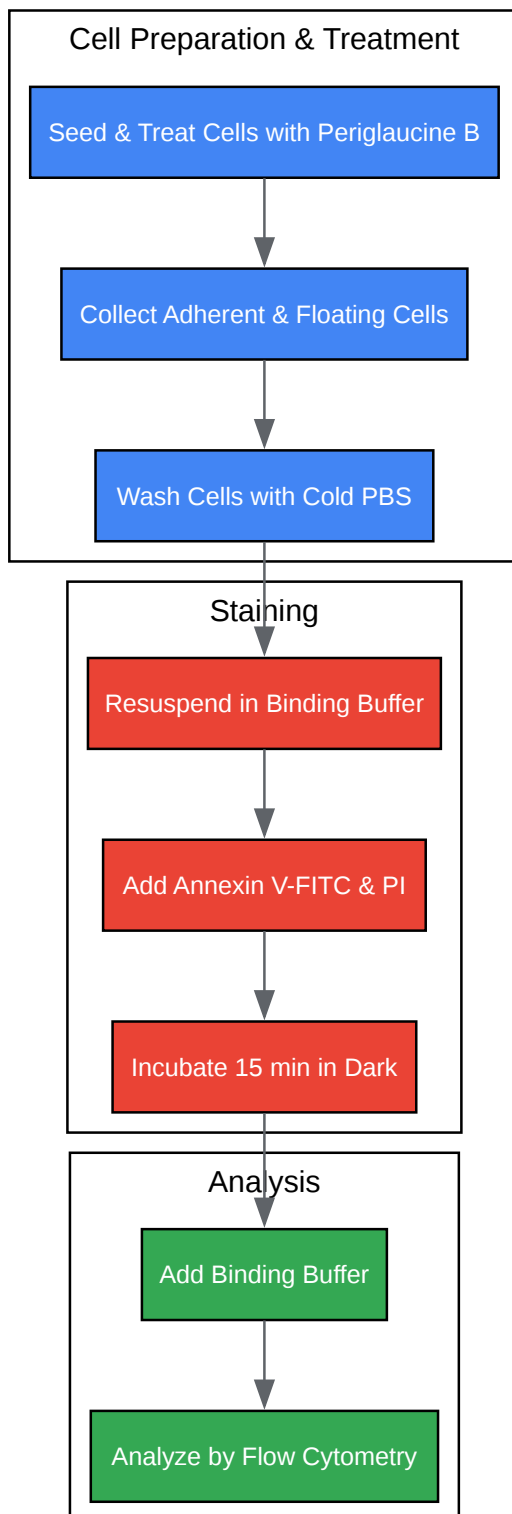 Cell Preparation & Treatment
Seed & Treat Cells with Periglaucine B
Collect Adherent & Floating Cells
Wash Cells with Cold PBS
Staining
Resuspend in Binding Buffer
Add Annexin V-FITC & PI
Incubate 15 min in Dark
Analysis
Add Binding Buffer
Analyze by Flow Cytometry